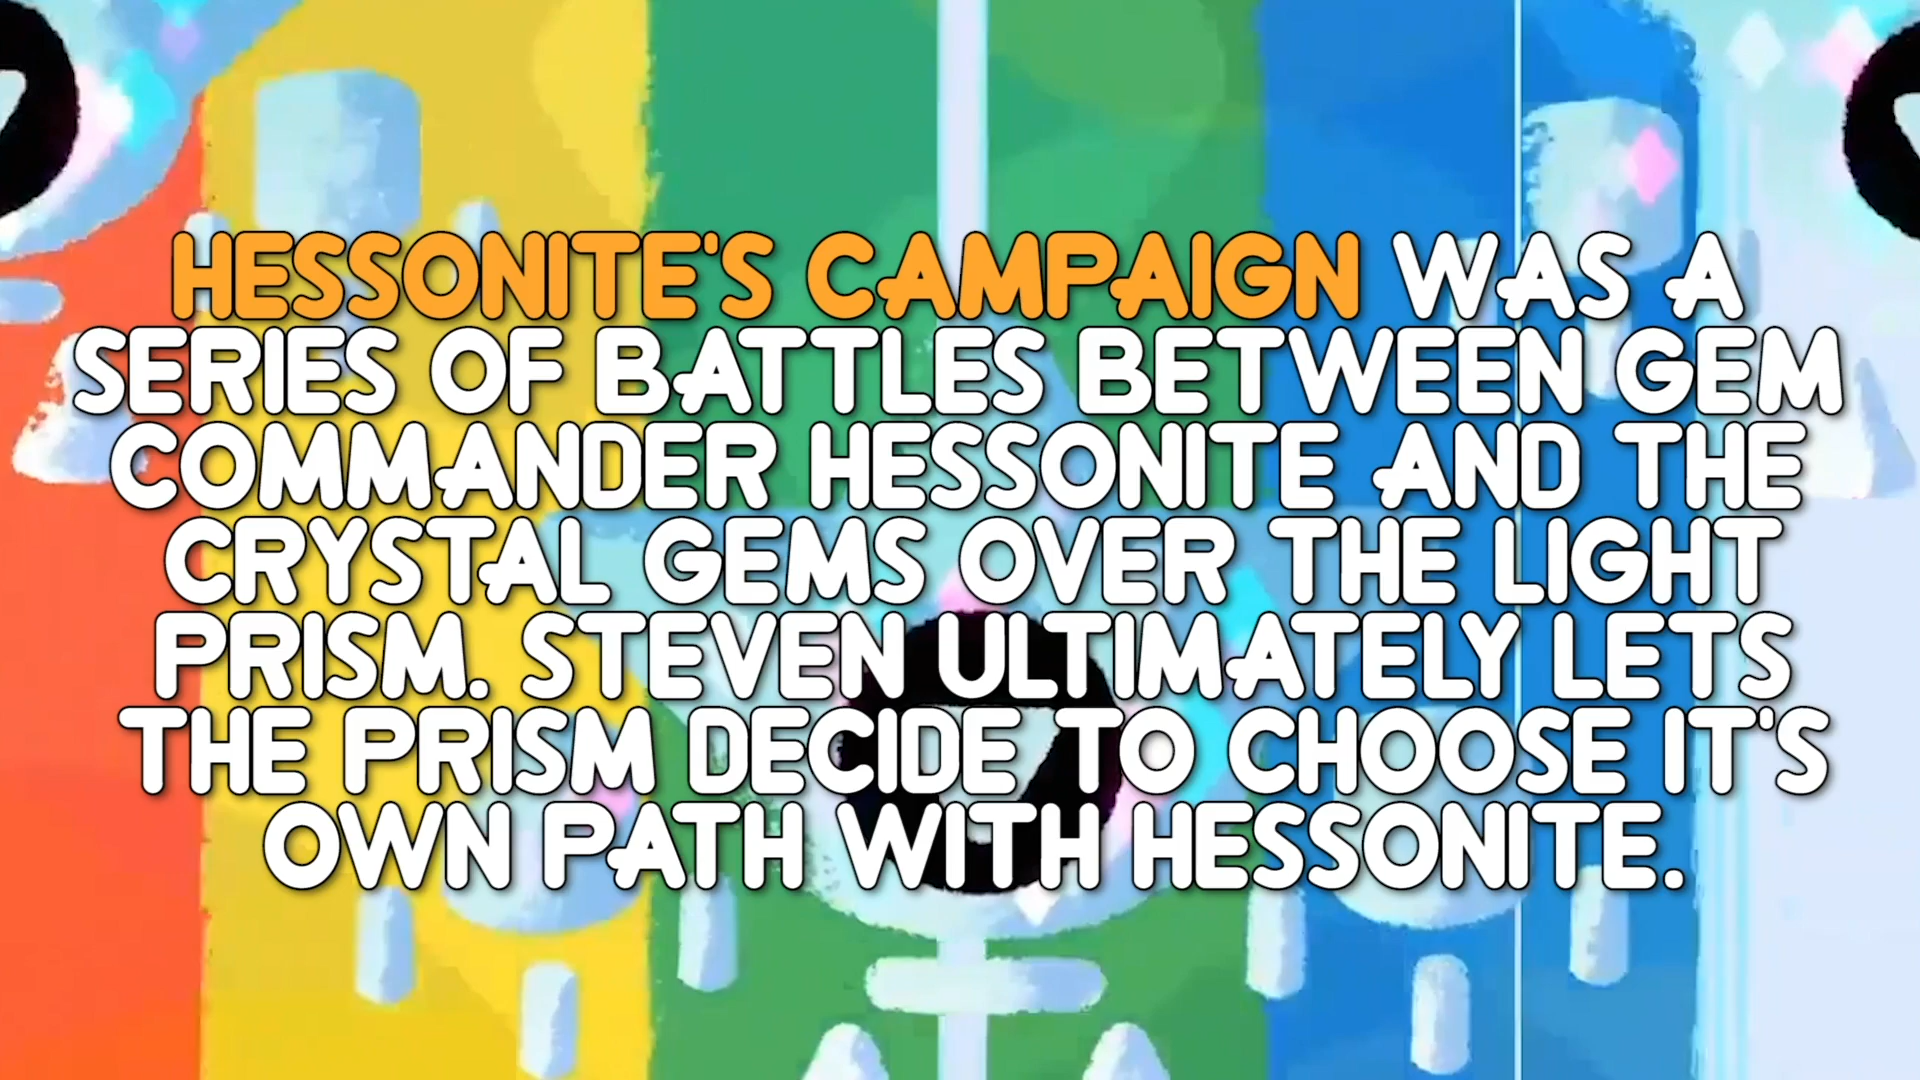 HESSONITE'S CAMPAIGN WAS A
SERIES OF BATTLES BETWEEN GEM
COMMANDER HESSONITE AND THE
CRYSTAL GEMS OVER THE LIGHT
PRISM. STEVEN ULTIMATELY LETS
THE PRISM DECIDE TO CHOOSE IT'S
OWN PATH WITH HESSONITE.